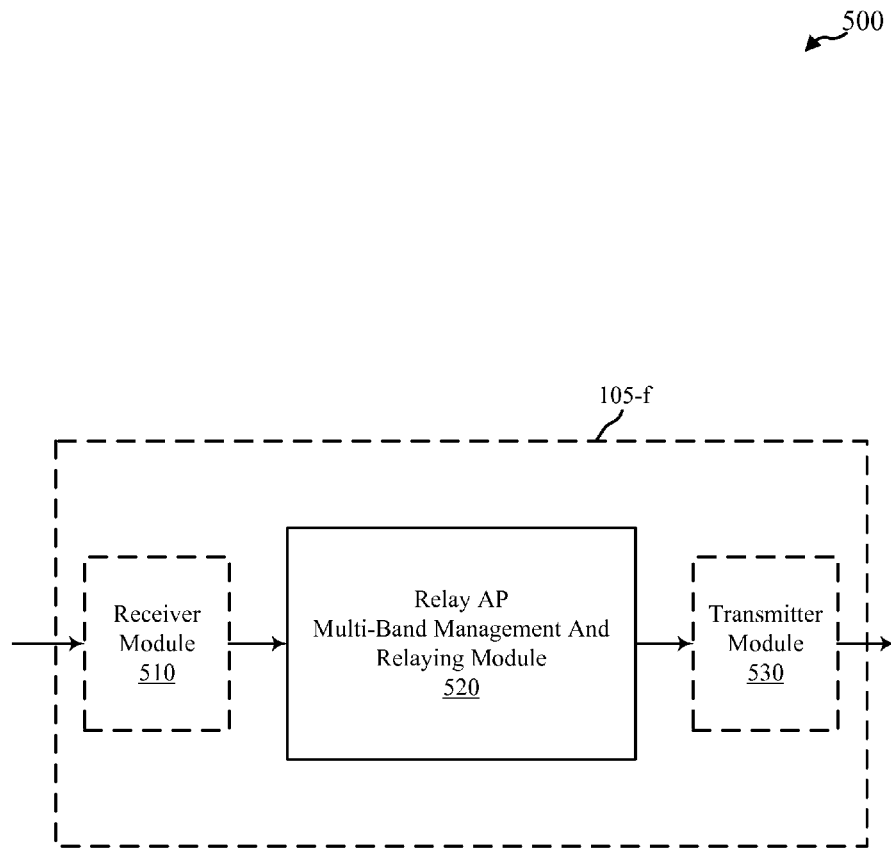 500
105-f
Receiver
Module
510
Relay AP
Multi-Band Management And
Relaying Module
520
Transmitter
Module
530